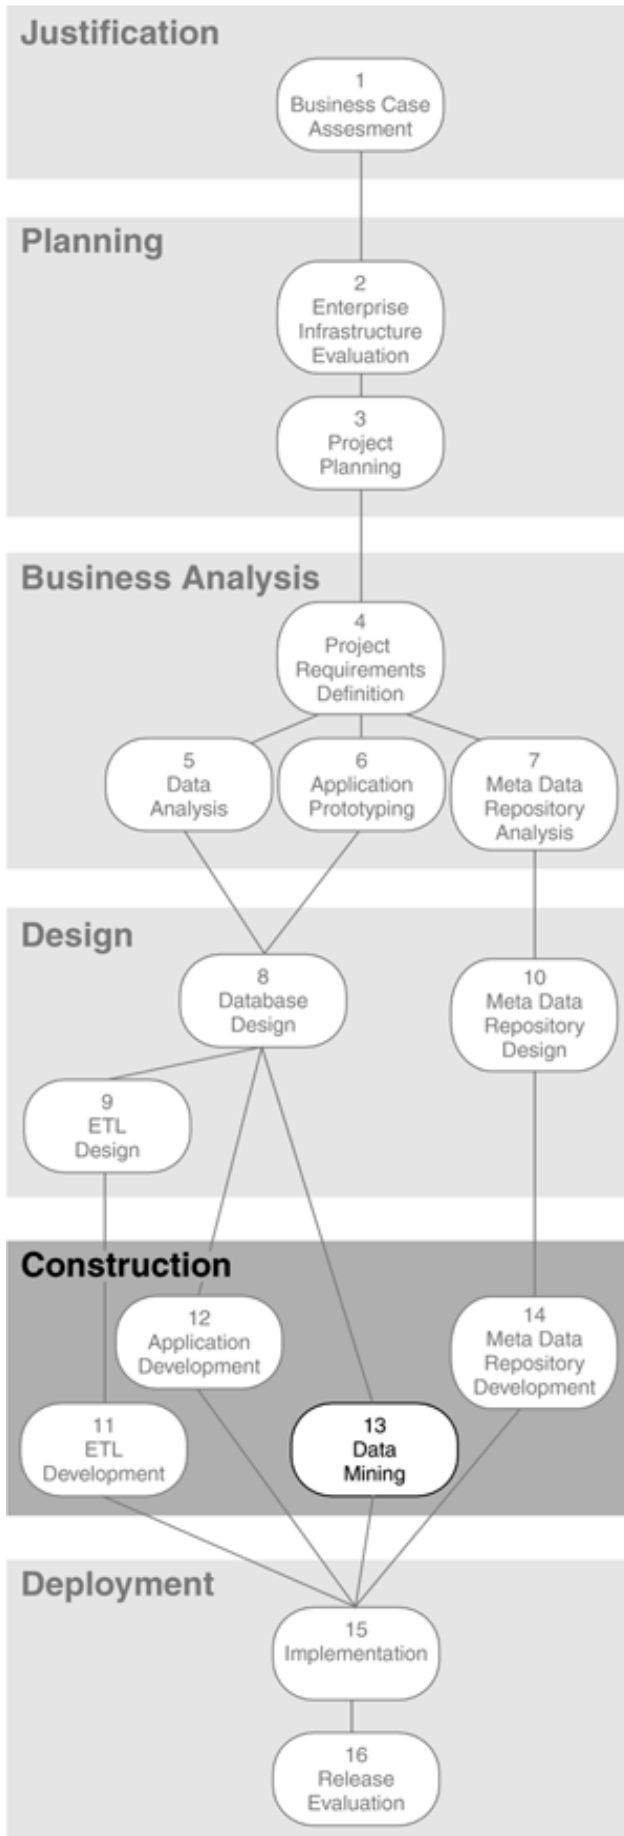 Justification
1
Business Case
Assesment
Planning
2
Enterprise
Infrastructure
Evaluation
3
Project
Planning
Business Analysis
4
Project
Requirements
Definition
5
Data
Analysis
6
Application
Prototyping
7
Meta Data
Repository
Analysis
Design
8
Database
Design
10
Meta Data
Repository
Design
9
ETL
Design
Construction
12
Application
Development
14
Meta Data
Repository
Development
11
ETL
Development
13
Data
Mining
Deployment
15
Implementation
16
Release
Evaluation